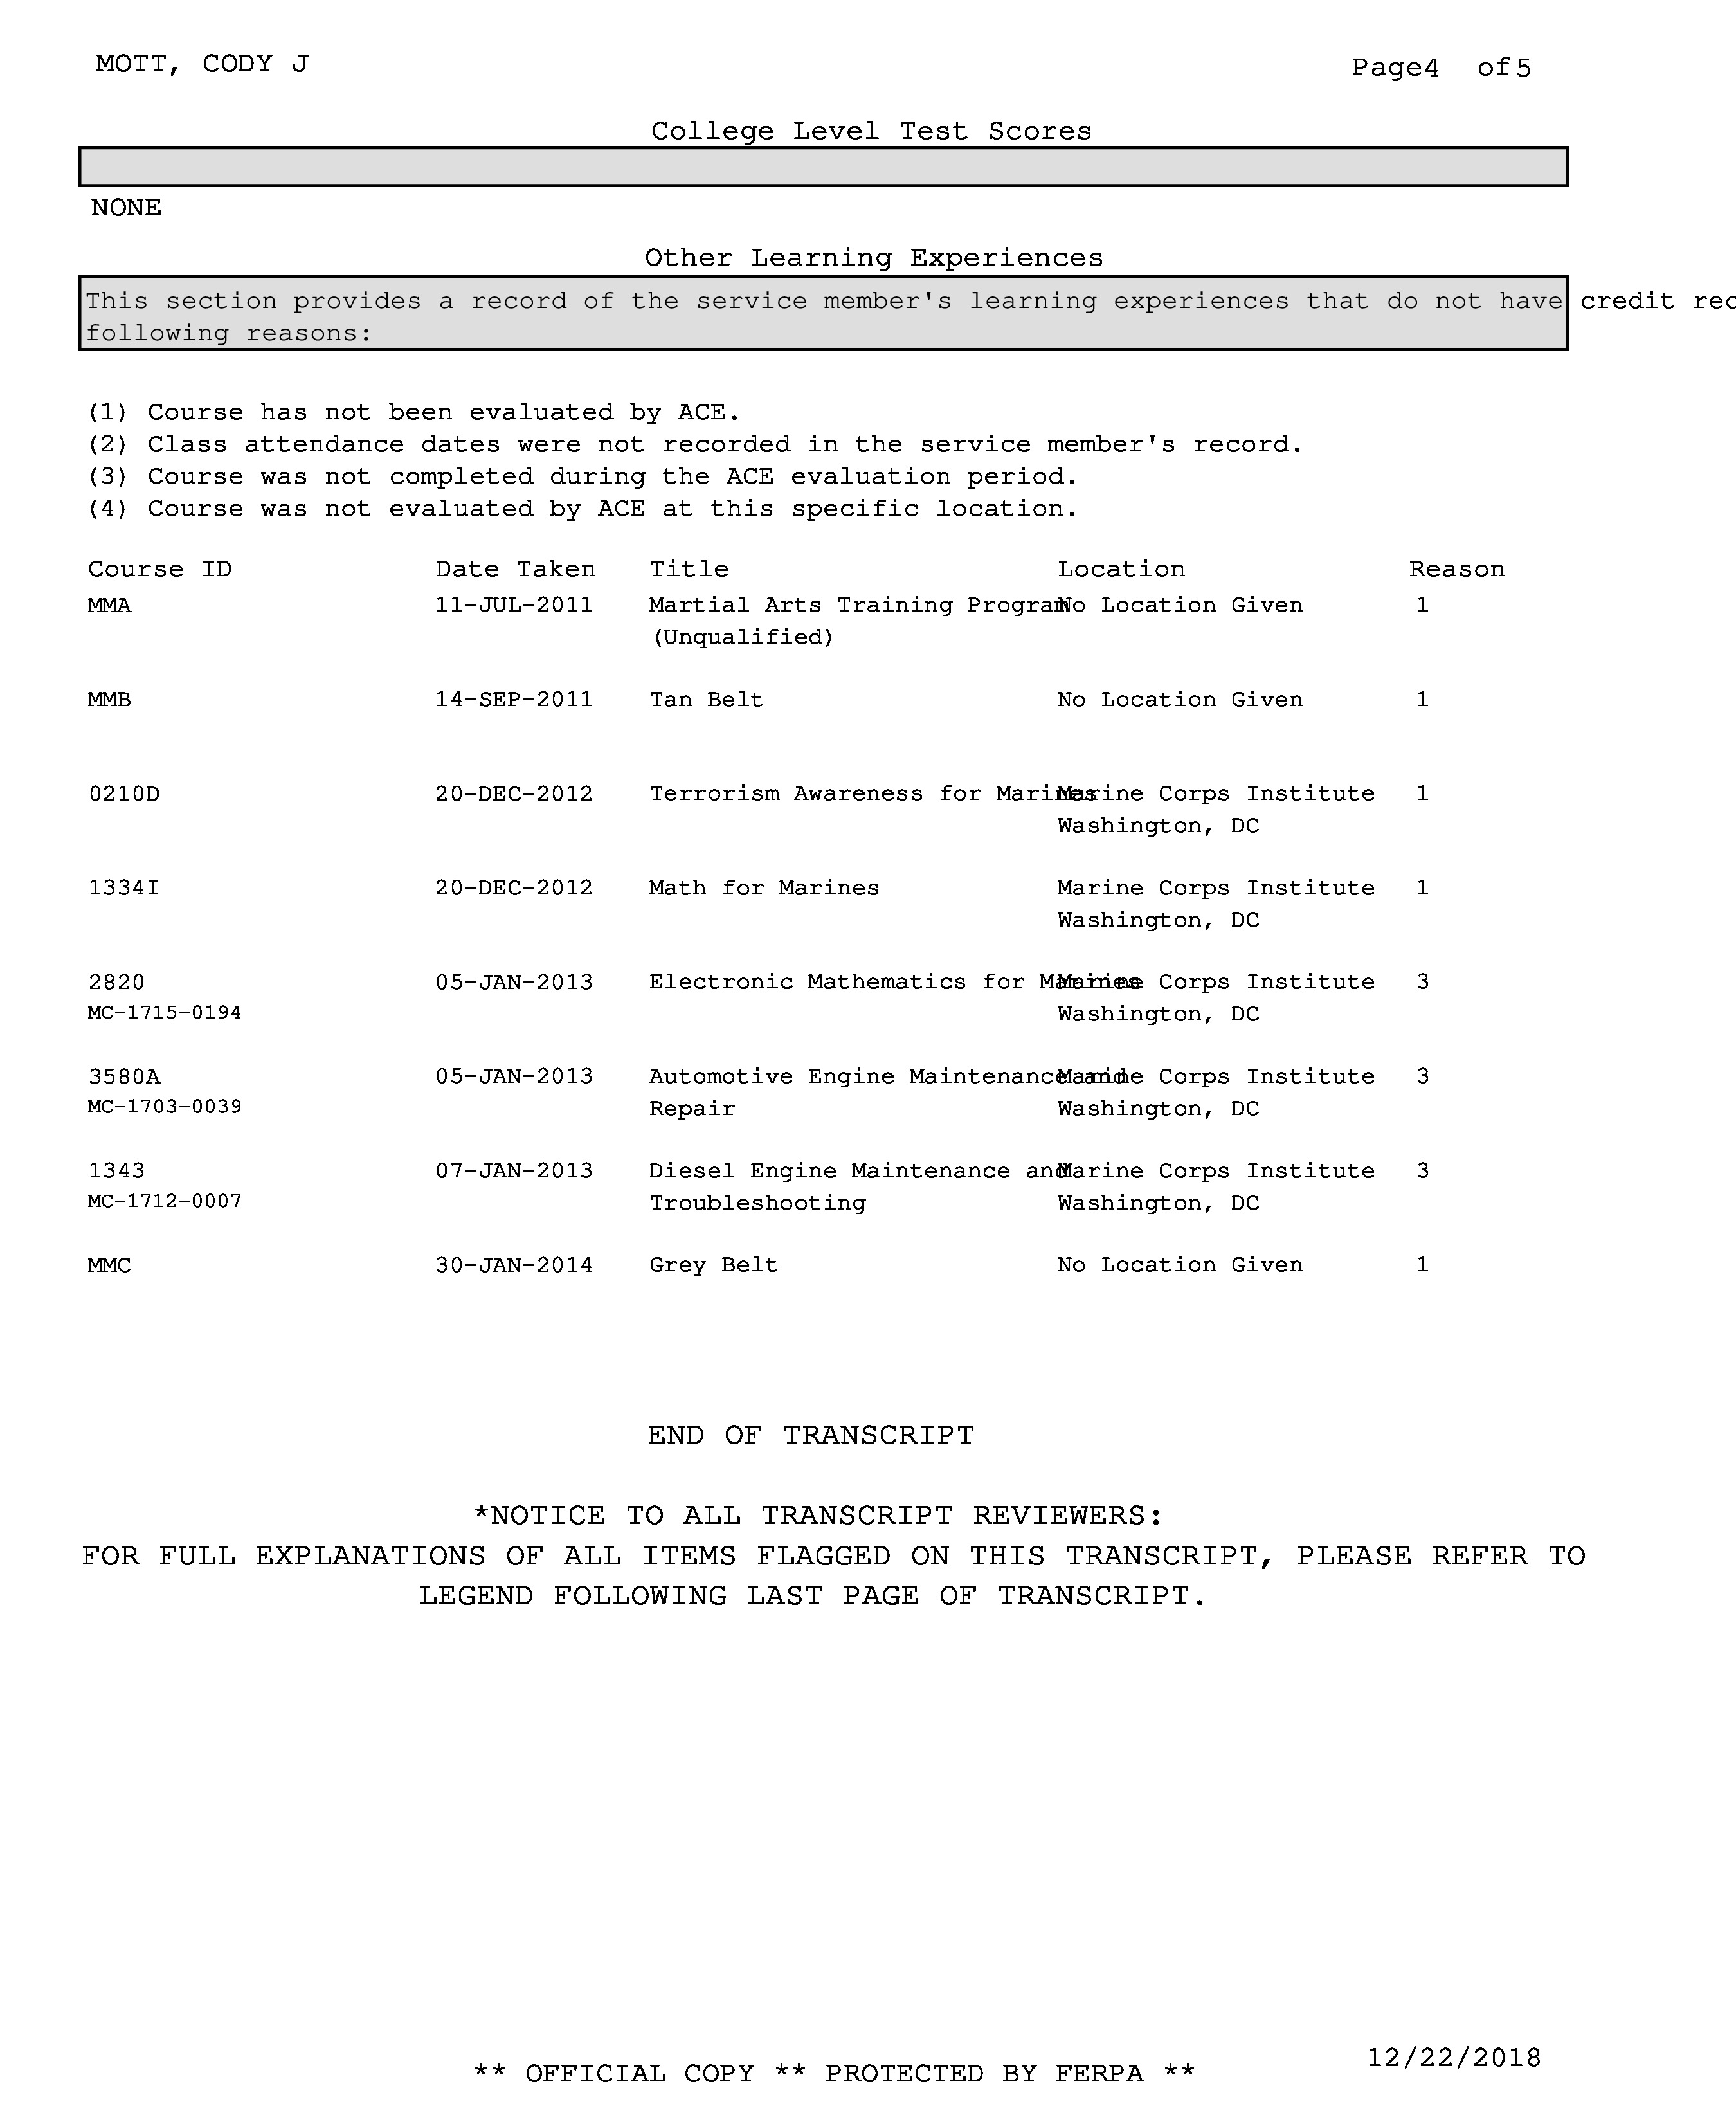 MOTT, CODY J
Page4 of5
College Level Test Scores
NONE
Other Learning Experiences
This section provides a record of the service member's learning experiences that do not have credit rec
following reasons:
(1) Course has not been evaluated by ACE.
(2) Class attendance dates were not recorded in the service member's record.
(3) Course was not completed during the ACE evaluation period.
(4) Course was not evaluated by ACE at this specific location.
Course ID Date Taken Title Location Reason
MMA 11-JUL-2011 Martial Arts Training Program No Location Given 1
(Unqualified)
MMB 14-SEP-2011 Tan Belt No Location Given 1
0210D 20-DEC-2012 Terrorism Awareness for Marines Marine Corps Institute 1
Washington, DC
1334I 20-DEC-2012 Math for Marines Marine Corps Institute 1
Washington, DC
2820 05-JAN-2013 Electronic Mathematics for Marines Marine Corps Institute 3
MC-1715-0194 Washington, DC
3580A 05-JAN-2013 Automotive Engine Maintenance and Marine Corps Institute 3
MC-1703-0039 Repair Washington, DC
1343 07-JAN-2013 Diesel Engine Maintenance and Marine Corps Institute 3
MC-1712-0007 Troubleshooting Washington, DC
MMC 30-JAN-2014 Grey Belt No Location Given 1
END OF TRANSCRIPT
*NOTICE TO ALL TRANSCRIPT REVIEWERS:
FOR FULL EXPLANATIONS OF ALL ITEMS FLAGGED ON THIS TRANSCRIPT, PLEASE REFER TO
LEGEND FOLLOWING LAST PAGE OF TRANSCRIPT.
12/22/2018
** OFFICIAL COPY ** PROTECTED BY FERPA **